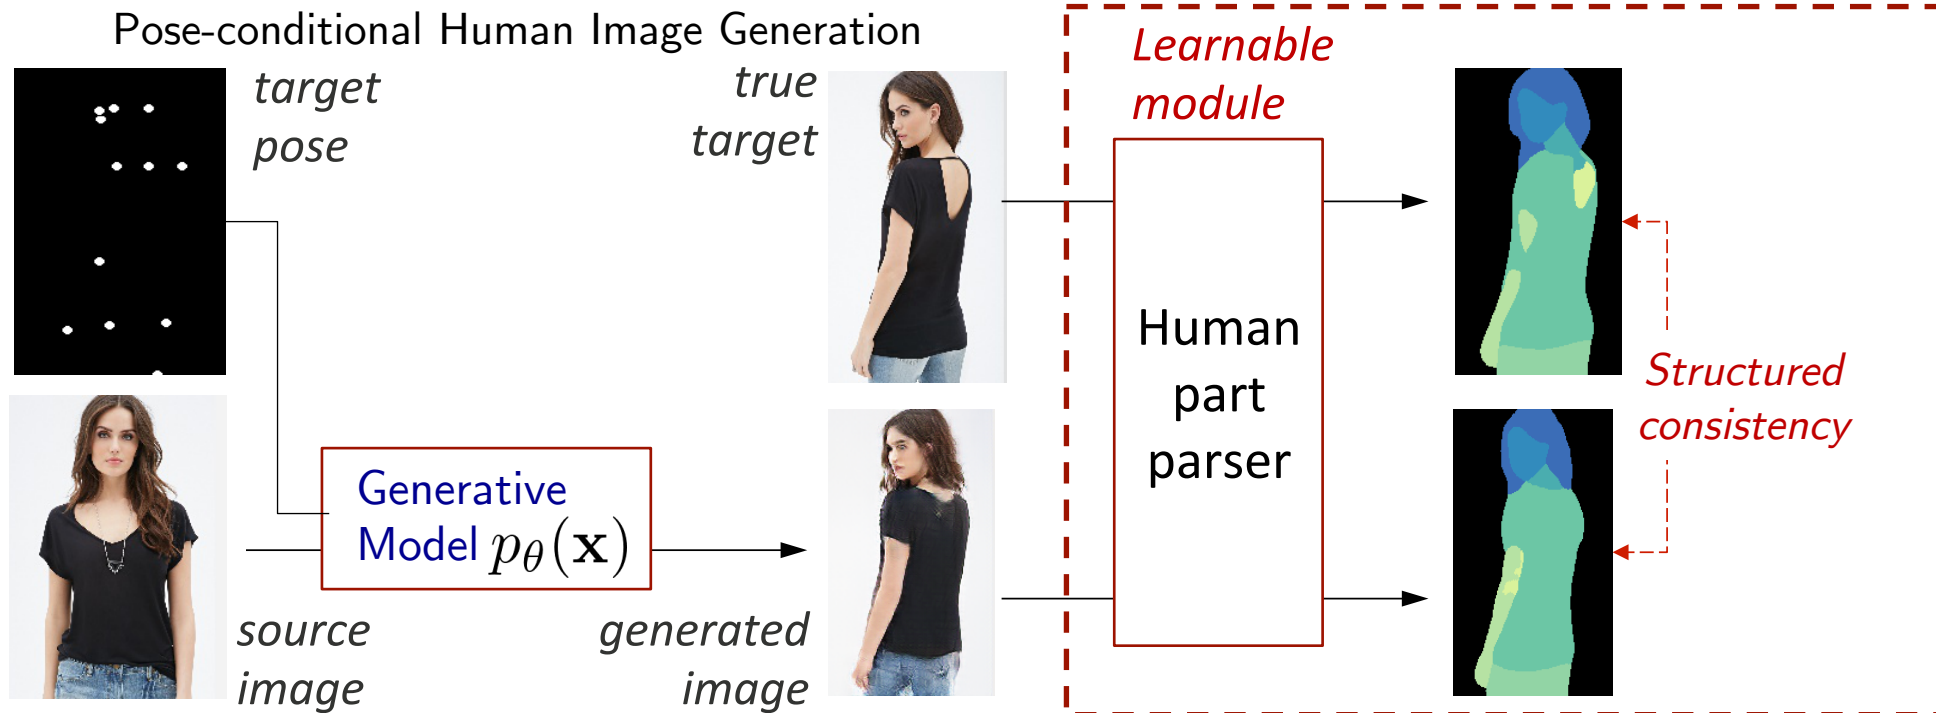 Pose-conditional Human Image Generation
target
pose
true
target
Learnable
module
Human
part
parser
Structured
consistency
Generative
Model pθ(x)
source
image
generated
image